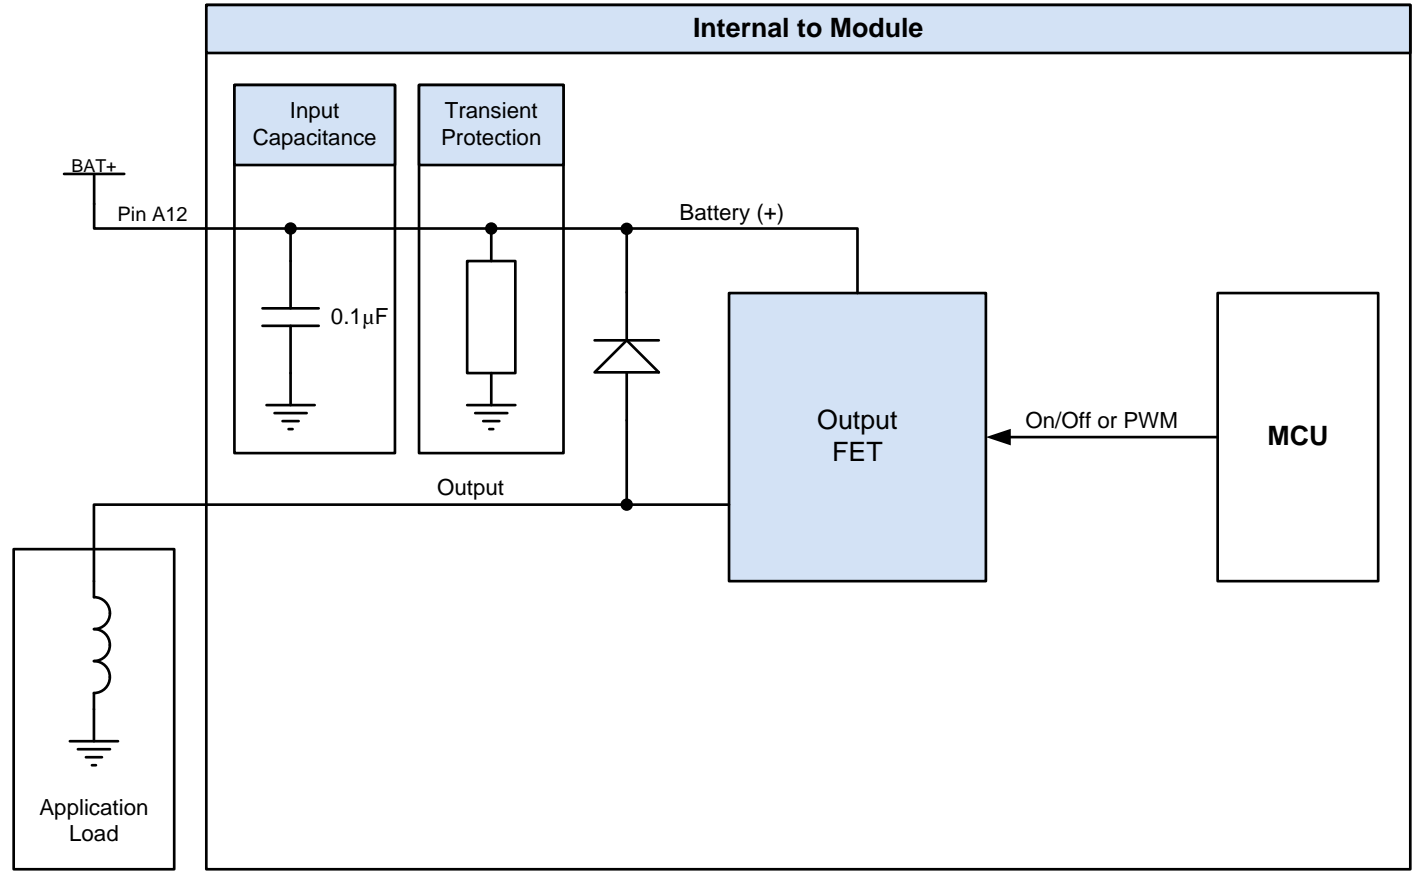 Internal to Module
Input
Capacitance
Transient
Protection
BAT+
Pin A12
Battery (+)
0.1μF
Output
FET
On/Off or PWM
MCU
Output
Application
Load